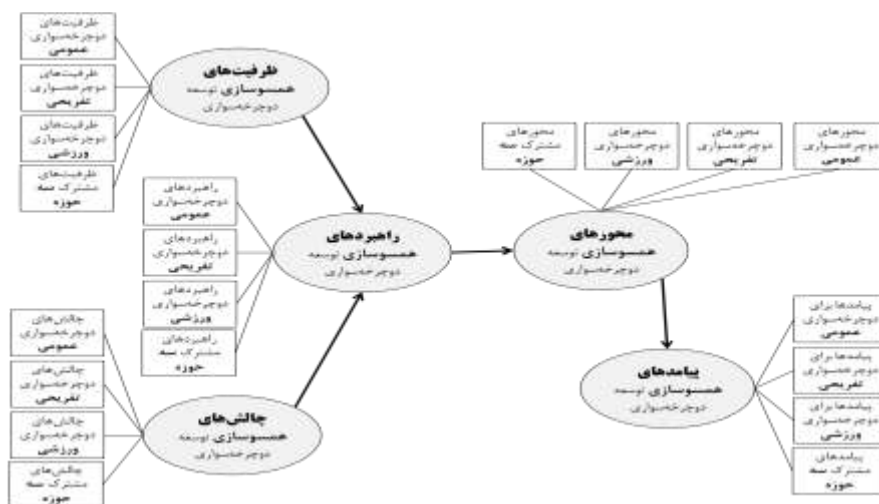 ظرفیت‌های
دوچرخه‌سواری
عمومی
ظرفیت‌های
دوچرخه‌سواری
تفریحی
ظرفیت‌های
دوچرخه‌سواری
ورزشی
ظرفیت‌های
مشترک سه
حوزه
ظرفیت‌های
همسوسازی توسعه
دوچرخه‌سواری
راهبردهای
دوچرخه‌سواری
عمومی
راهبردهای
دوچرخه‌سواری
تفریحی
راهبردهای
دوچرخه‌سواری
ورزشی
راهبردهای
مشترک سه
حوزه
راهبردهای
همسوسازی توسعه
دوچرخه‌سواری
چالش‌های
دوچرخه‌سواری
عمومی
چالش‌های
دوچرخه‌سواری
تفریحی
چالش‌های
دوچرخه‌سواری
ورزشی
چالش‌های
مشترک سه
حوزه
چالش‌های
همسوسازی توسعه
دوچرخه‌سواری
محورهای
دوچرخه‌سواری
عمومی
محورهای
دوچرخه‌سواری
تفریحی
محورهای
دوچرخه‌سواری
ورزشی
محورهای
مشترک سه
حوزه
محورهای
همسوسازی توسعه
دوچرخه‌سواری
پیامدها برای
دوچرخه‌سواری
عمومی
پیامدها برای
دوچرخه‌سواری
تفریحی
پیامدها برای
دوچرخه‌سواری
ورزشی
پیامدهای
مشترک سه
حوزه
پیامدهای
همسوسازی توسعه
دوچرخه‌سواری